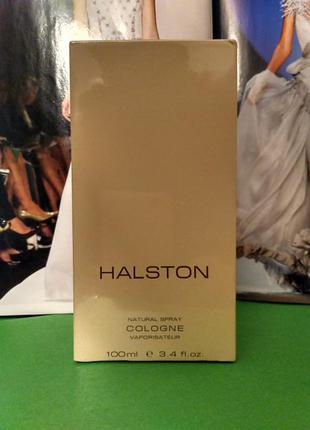 HALSTON
NATURAL SPRAY
COLOGNE
VAPORISATEUR
100ml e 3.4 fl.oz.